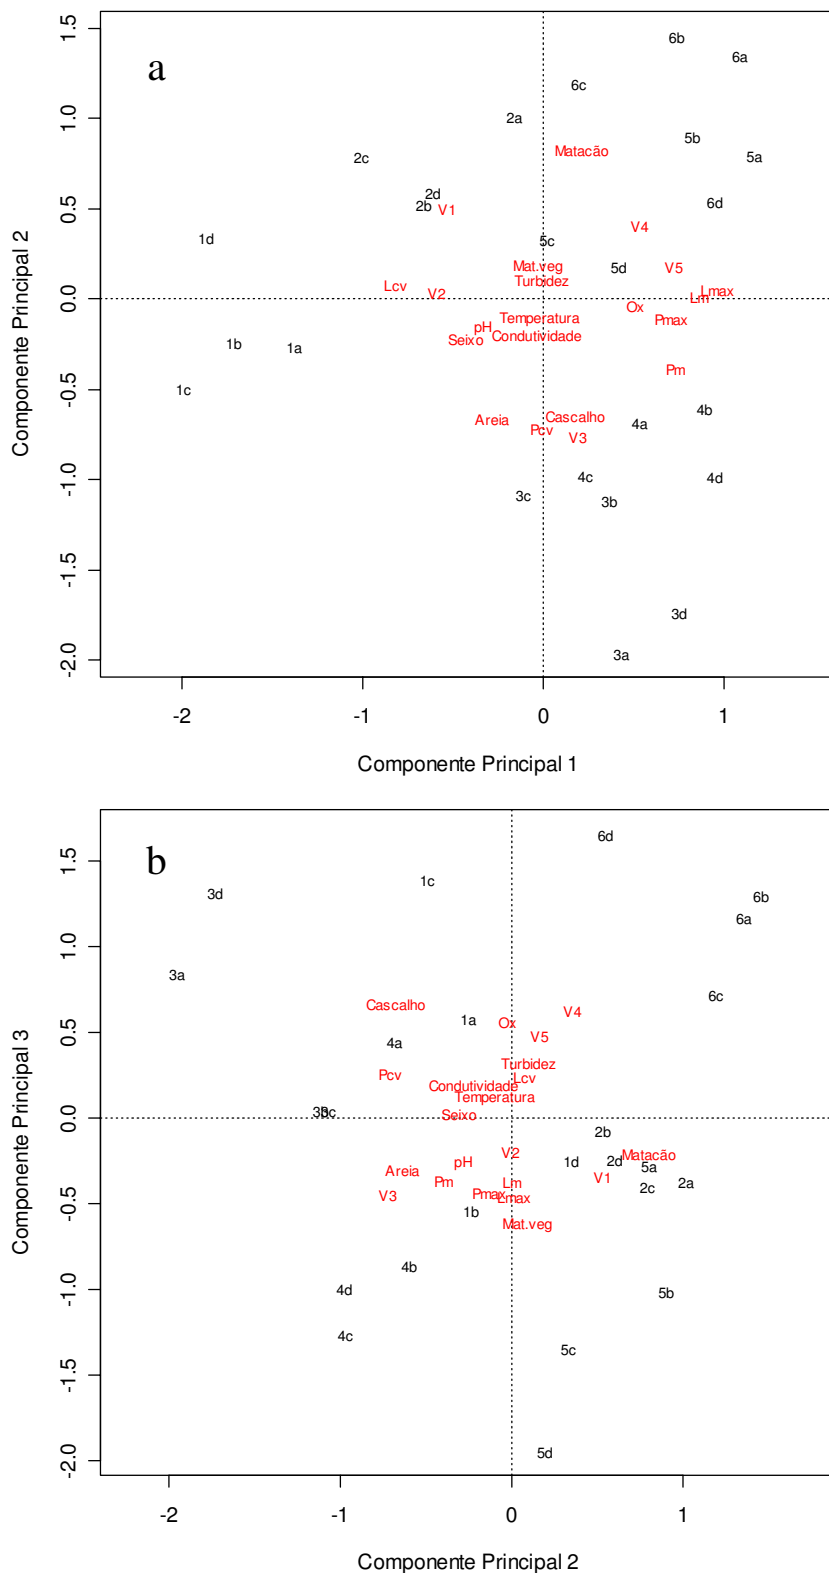 a
1.5
1.0
0.5
0.0
-0.5
-1.0
-1.5
-2.0
Componente Principal 2
6b
6a
6c
2a
5b
Matacão
2c
5a
2d
2b
V1
6d
V4
1d
5c
Mat.veg
5d
V5
Turbidez
Lcv
V2
Lmax
Lm
Ox
Temperatura
Pmax
pH
Condutividade
Seixo
1b
1a
Pm
1c
Areia
Cascalho
4b
Pcv
4a
V3
4c
4d
3c
3b
3d
3a
-2
-1
0
1
Componente Principal 1
b
1.5
1.0
0.5
0.0
-0.5
-1.0
-1.5
-2.0
Componente Principal 3
6d
1c
3d
6b
6a
3a
6c
Cascalho
V4
1a
Ox
V5
4a
Turbidez
Pcv
Lcv
Condutividade
Temperatura
3b
3c
Seixo
2b
V2
Matacão
pH
1d
2d
5a
Areia
V1
Pm
Lm
2c
2a
V3
Pmax
Lmax
1b
Mat.veg
4b
4d
5b
4c
5c
5d
-2
-1
0
1
Componente Principal 2